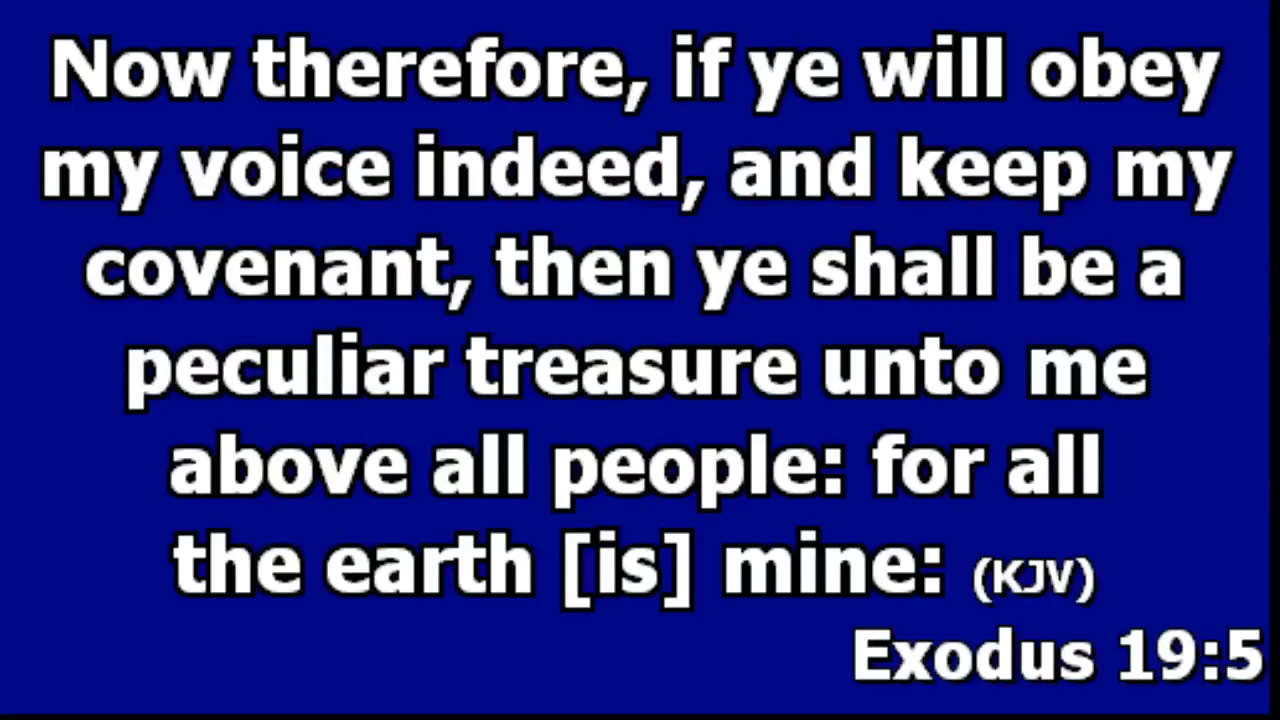 Now therefore, if ye will obey
my voice indeed, and keep my
covenant, then ye shall be a
peculiar treasure unto me
above all people: for all
the earth [is] mine: (KJV)
Exodus 19:5